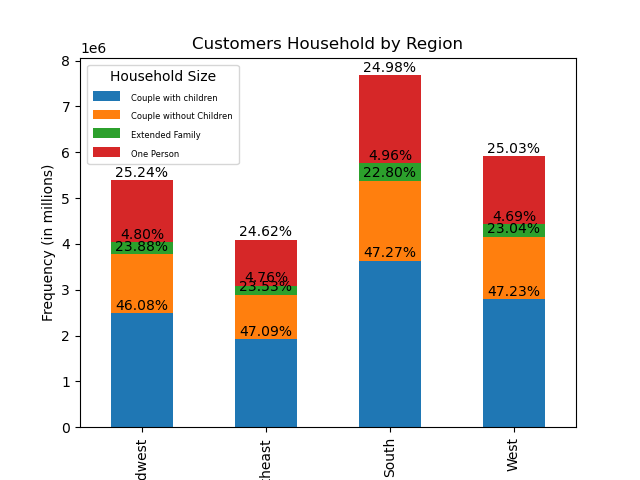 Customers Household by Region
1e6
8
7
6
5
4
3
2
1
0
Frequency (in millions)
Household Size
Couple with children
Couple without Children
Extended Family
One Person
25.24%
4.80%
23.88%
46.08%
24.62%
4.76%
23.53%
47.09%
24.98%
4.96%
22.80%
47.27%
25.03%
4.69%
23.04%
47.23%
dwest
heast
South
West